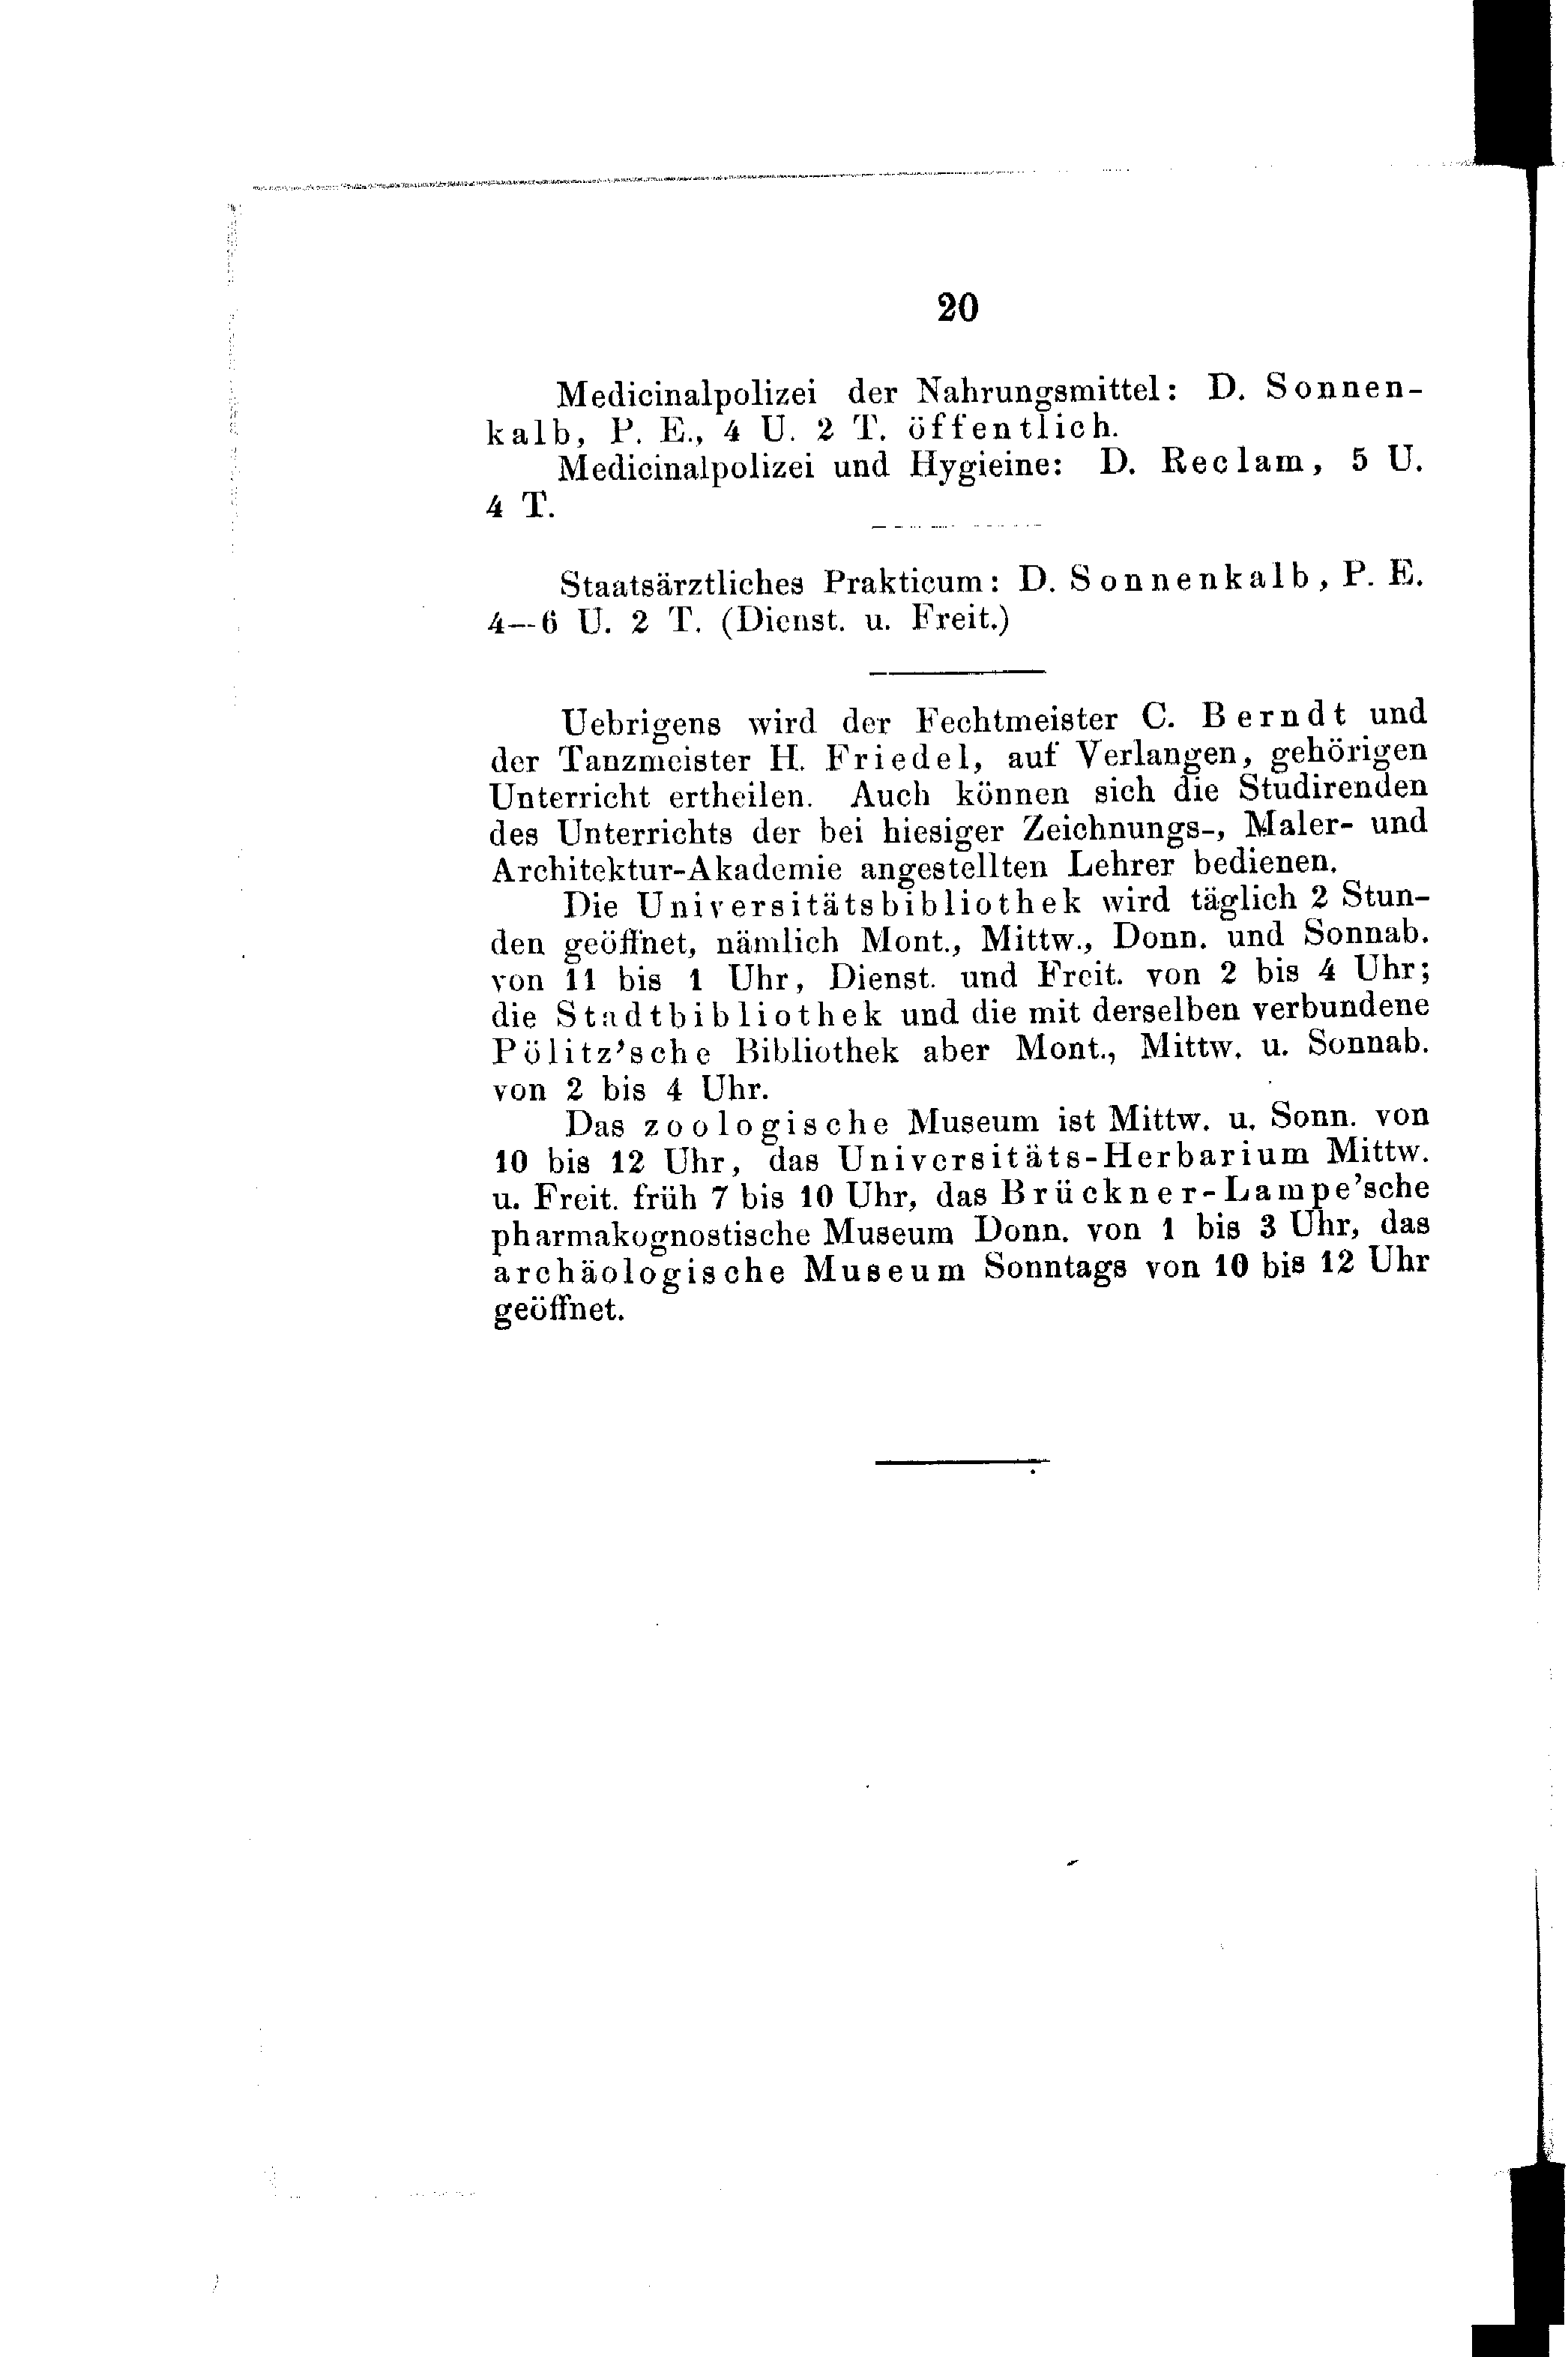 20
Medicinalpolizei der Nahrungsmittel: D. Sonnen-
kalb, P. E., 4 U. 2 T. öffentlich.
Medicinalpolizei und Hygieine: D. Reclam, 5 U.
4 T.
Staatsärztliches Prakticum: D. Sonnenkalb, P. E.
4—6 U. 2 T. (Dienst. u. Freit.)
Uebrigens wird der Fechtmeister C. Berndt und
der Tanzmeister H. Friedel, auf Verlangen, gehörigen
Unterricht ertheilen. Auch können sich die Studirenden
des Unterrichts der bei hiesiger Zeichnungs-, Maler- und
Architektur-Akademie angestellten Lehrer bedienen.
Die Universitätsbibliothek wird täglich 2 Stun-
den geöffnet, nämlich Mont., Mittw., Donn. und Sonnab.
von 11 bis 1 Uhr, Dienst. und Freit. von 2 bis 4 Uhr;
die Stadtbibliothek und die mit derselben verbundene
Pölitz'sche Bibliothek aber Mont., Mittw. u. Sonnab.
von 2 bis 4 Uhr.
Das zoologische Museum ist Mittw. u. Sonn. von
10 bis 12 Uhr, das Universitäts-Herbarium Mittw.
u. Freit. früh 7 bis 10 Uhr, das Brückner-Lampe'sche
pharmakognostische Museum Donn. von 1 bis 3 Uhr, das
archäologische Museum Sonntags von 10 bis 12 Uhr
geöffnet.